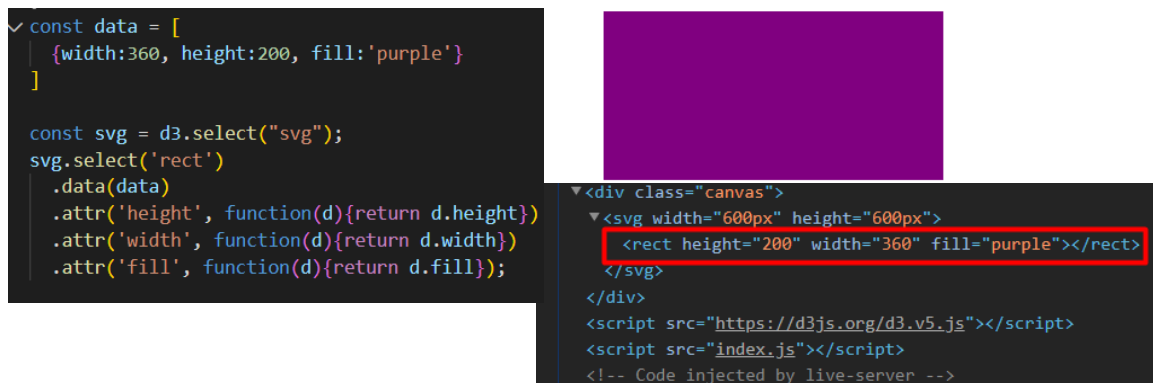 const data = [
{width:360, height:200, fill:'purple'}
]
const svg = d3.select("svg");
svg.select('rect')
.data(data)
.attr('height', function(d){return d.height})
.attr('width', function(d){return d.width})
.attr('fill', function(d){return d.fill});
<div class="canvas">
<svg width="600px" height="600px">
<rect height="200" width="360" fill="purple"></rect>
</svg>
</div>
<script src="https://d3js.org/d3.v5.js"></script>
<script src="index.js"></script>
<!-- Code injected by live-server -->